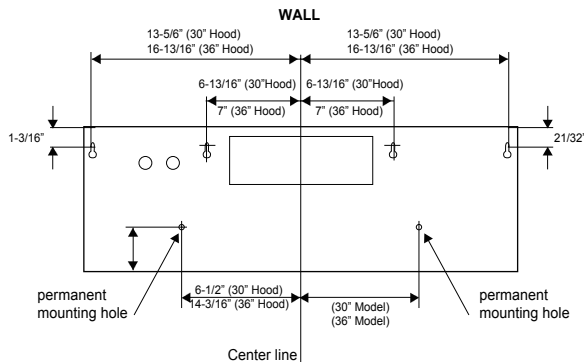 WALL
13-5/6” (30” Hood)
16-13/16” (36” Hood)
13-5/6” (30” Hood)
16-13/16” (36” Hood)
6-13/16” (30”Hood)
7” (36” Hood)
6-13/16” (30”Hood)
7” (36” Hood)
1-3/16”
21/32”
permanent
mounting hole
6-1/2” (30” Hood)
14-3/16” (36” Hood)
(30” Model)
(36” Model)
permanent
mounting hole
Center line